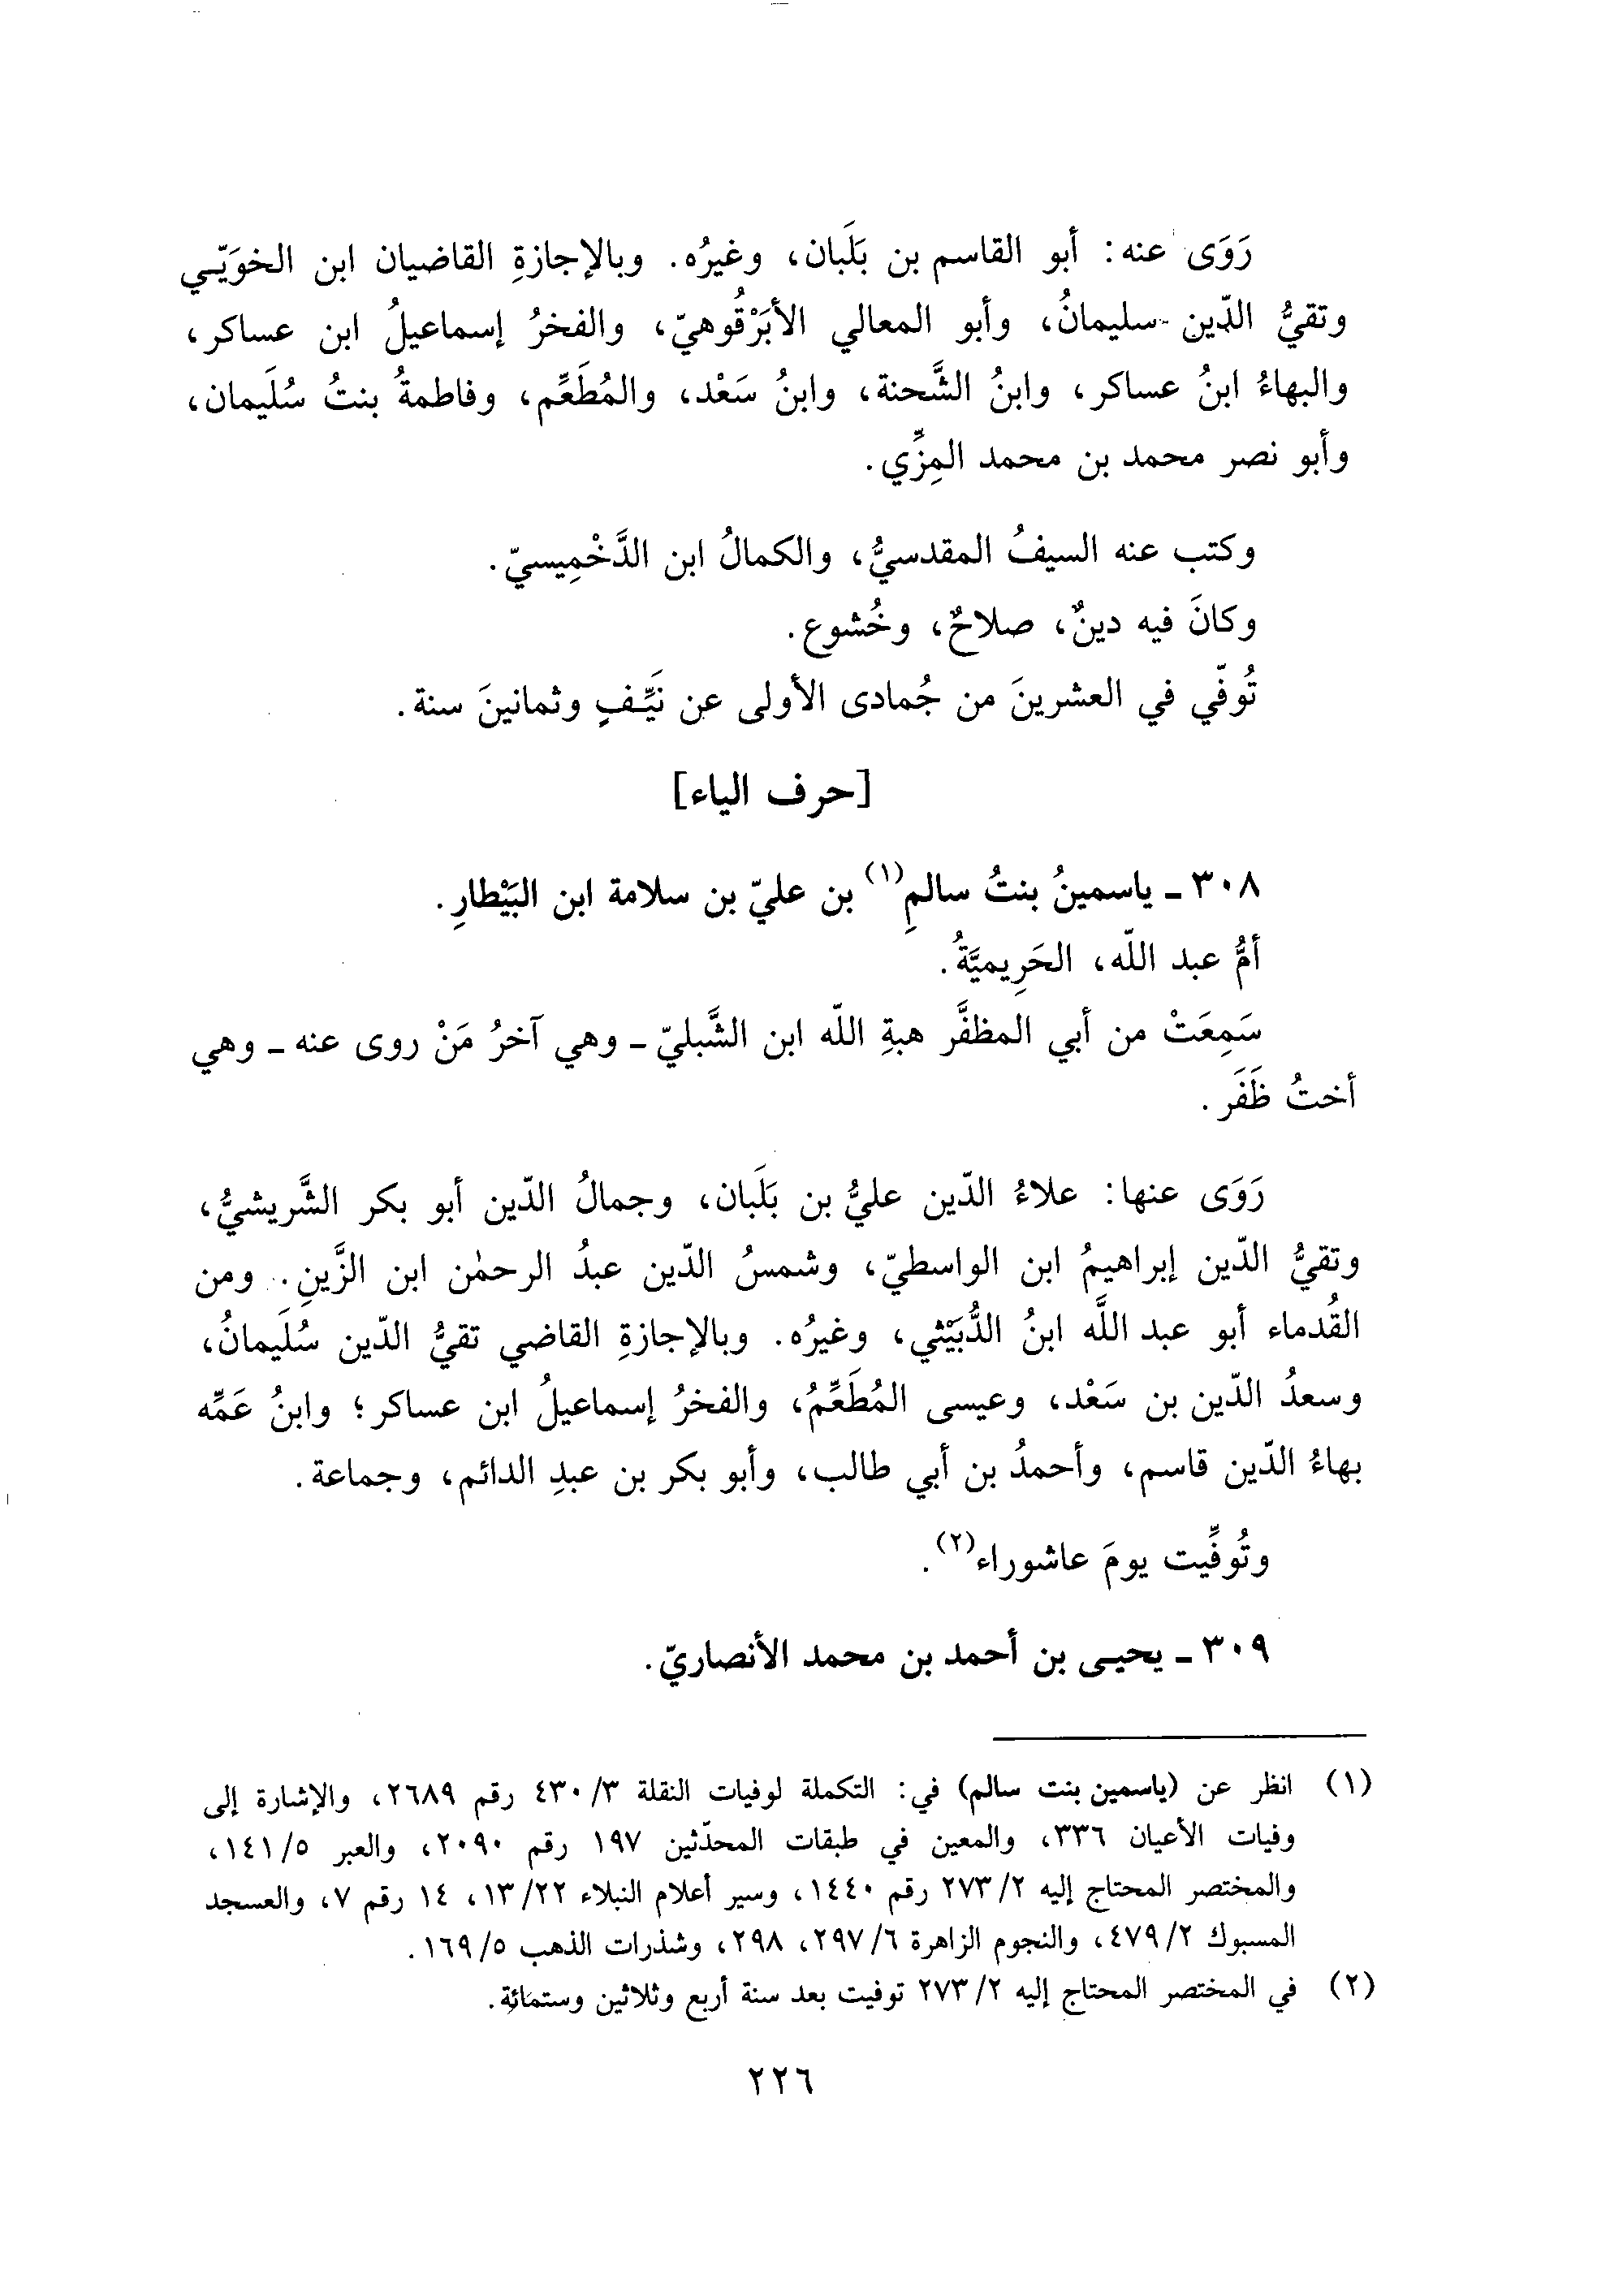 رَوَى عنه: أبو القاسم بن بَلَبان، وغيرُه. وبالإجازةِ القاضيان ابن الخوَيّي
وتقيُّ الدّين سليمانُ، وأبو المعالي الأبَرْقُوهيّ، والفخرُ إسماعيلُ ابن عساكر،
والبهاءُ ابنُ عساكر، وابنُ الشَّحنة، وابنُ سَعْد، والمُطَعِّم، وفاطمةُ بنتُ سُلَيمان،
وأبو نصر محمد بن محمد المِزِّي.
وكتب عنه السيفُ المقدسيُّ، والكمالُ ابن الدَّخْمِيسيّ.
وكانَ فيه دينٌ، صلاحٌ، وخُشوع.
تُوفّي في العشرينَ من جُمادى الأولى عن نَيِّفٍ وثمانينَ سنة.
[حرف الياء]
٣٠٨ ـ ياسمينُ بنتُ سالمِ(١) بن عليّ بن سلامة ابن البَيْطارِ.
أمُّ عبد اللّه، الحَرِيميَّةُ.
سَمِعَتْ من أبي المظفَّر هبةِ اللّه ابن الشَّبليّ ـ وهي آخرُ مَنْ روى عنه ـ وهي
أختُ ظَفَر.
رَوَى عنها: علاءُ الدّين عليُّ بن بَلَبان، وجمالُ الدّين أبو بكر الشَّريشيُّ،
وتقيُّ الدّين إبراهيمُ ابن الواسطيّ، وشمسُ الدّين عبدُ الرحمٰن ابن الزَّينِ. ومن
القُدماء أبو عبد اللَّه ابنُ الدُّبَيْثي، وغيرُه. وبالإجازةِ القاضي تقيُّ الدّين سُلَيمانُ،
وسعدُ الدّين بن سَعْد، وعيسى المُطَعِّمُ، والفخرُ إسماعيلُ ابن عساكر؛ وابنُ عَمِّه
بهاءُ الدّين قاسم، وأحمدُ بن أبي طالب، وأبو بكر بن عبدِ الدائم، وجماعة.
وتُوفِّيت يومَ عاشوراء(٢).
٣٠٩ ـ يحيـى بن أحمد بن محمد الأنصاريّ.
(١) انظر عن (ياسمين بنت سالم) في: التكملة لوفيات النقلة ٣/ ٤٣٠ رقم ٢٦٨٩، والإشارة إلى
وفيات الأعيان ٣٣٦، والمعين في طبقات المحدّثين ١٩٧ رقم ٢٠٩٠، والعبر ٥/ ١٤١،
والمختصر المحتاج إليه ٢/ ٢٧٣ رقم ١٤٤٠، وسير أعلام النبلاء ٢٢/ ١٣، ١٤ رقم ٧، والعسجد
المسبوك ٢/ ٤٧٩، والنجوم الزاهرة ٦/ ٢٩٧، ٢٩٨، وشذرات الذهب ٥/ ١٦٩.
(٢) في المختصر المحتاج إليه ٢/ ٢٧٣ توفيت بعد سنة أربع وثلاثين وستمائة.
٢٢٦